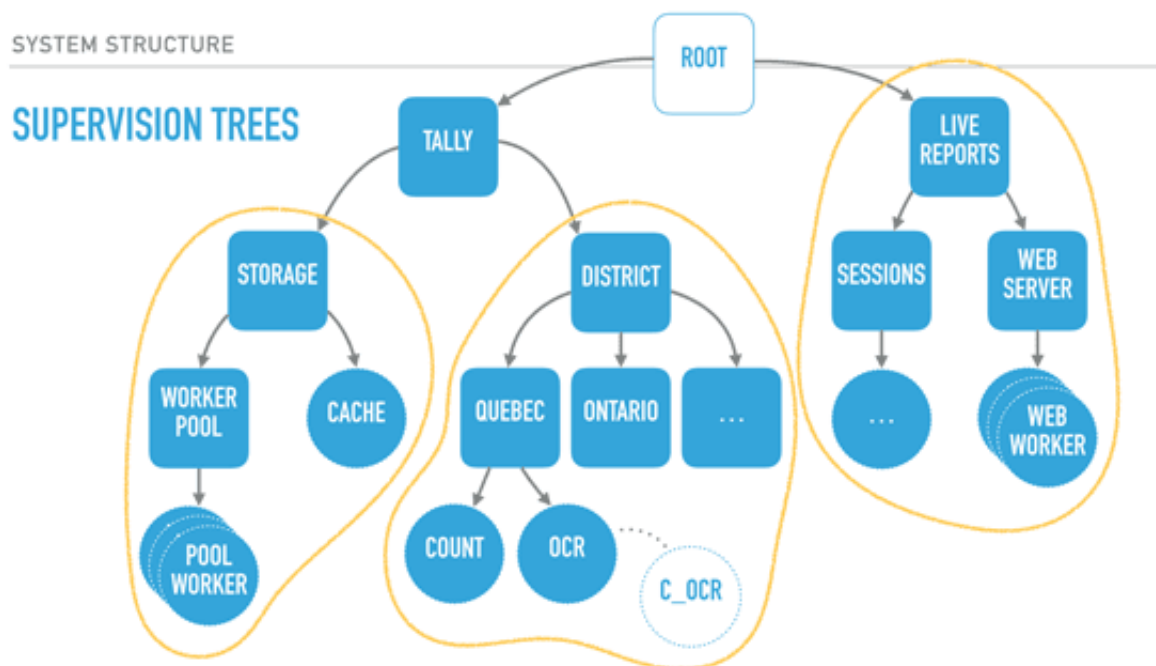 SYSTEM STRUCTURE
ROOT
SUPERVISION TREES
TALLY
LIVE
REPORTS
STORAGE
DISTRICT
SESSIONS
WEB
SERVER
WORKER
POOL
CACHE
QUEBEC
ONTARIO
...
...
WEB
WORKER
POOL
WORKER
COUNT
OCR
C_OCR